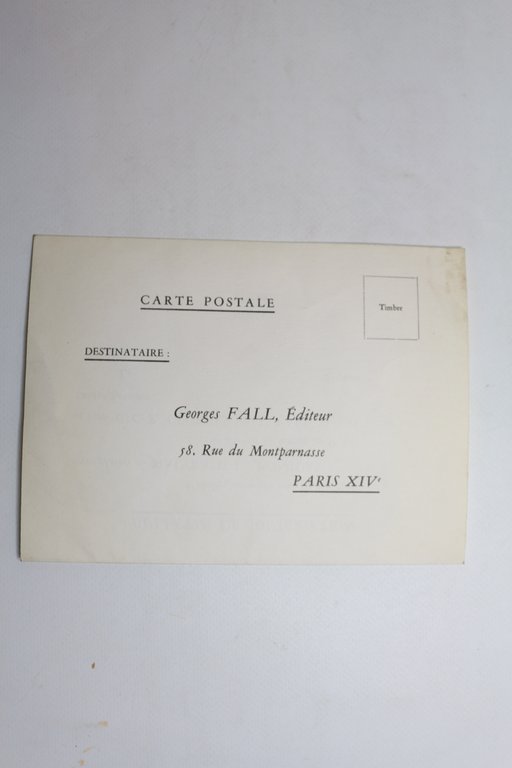 CARTE POSTALE
Timbre
DESTINATAIRE :
Georges FALL, Éditeur
58. Rue du Montparnasse
PARIS XIVe